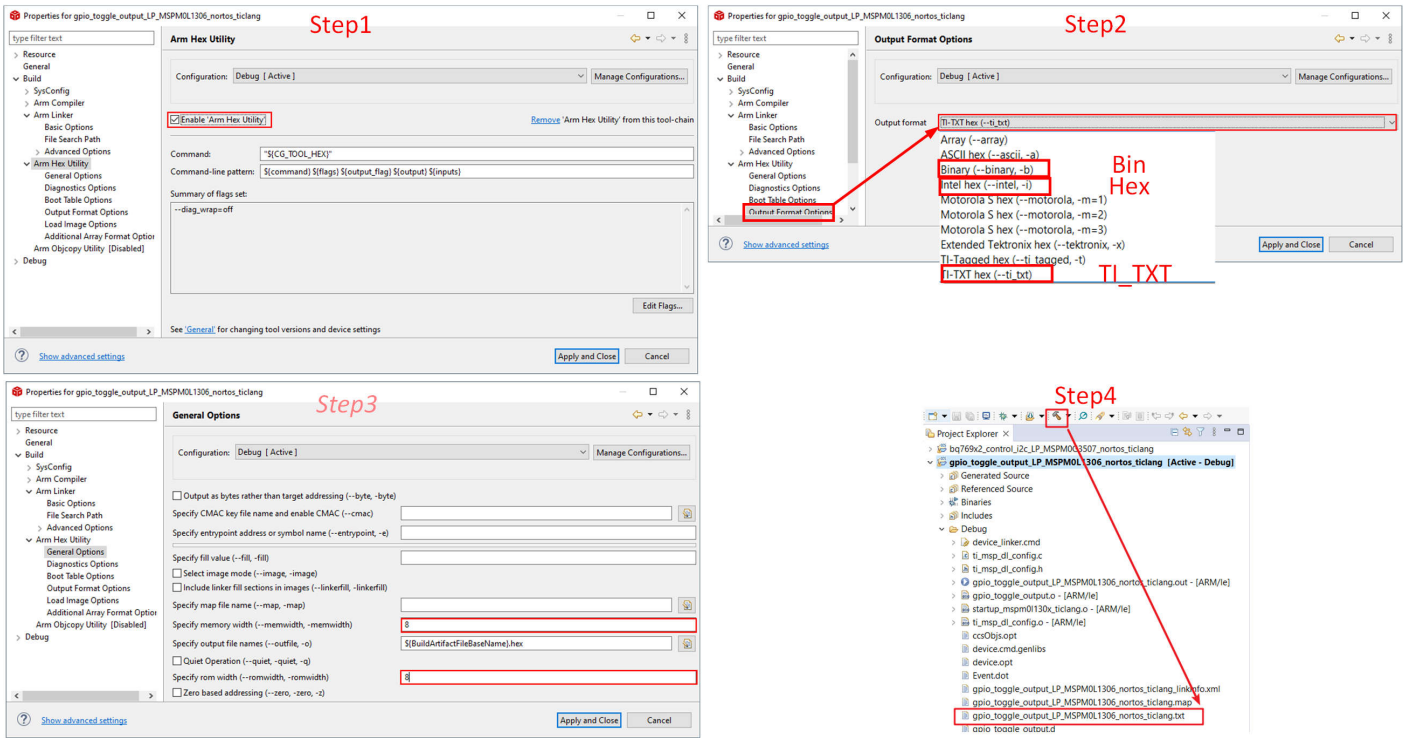 Properties for gpio_toggle_output_LP_MSPM0L1306_nortos_ticlang
Step1
type filter text
Arm Hex Utility
Resource
General
Build
SysConfig
Arm Compiler
Arm Linker
Basic Options
File Search Path
Advanced Options
Arm Hex Utility
General Options
Diagnostics Options
Boot Table Options
Output Format Options
Load Image Options
Additional Array Format Option
Arm Objcopy Utility [Disabled]
Debug
Configuration: Debug [ Active ]
Manage Configurations...
Enable 'Arm Hex Utility'
Remove 'Arm Hex Utility' from this tool-chain
Command: "${CG_TOOL_HEX}"
Command-line pattern: ${command} ${flags} ${output_flag} ${output} ${inputs}
Summary of flags set:
--diag_wrap=off
Edit Flags...
See 'General' for changing tool versions and device settings
Show advanced settings
Apply and Close
Cancel
Properties for gpio_toggle_output_LP_MSPM0L1306_nortos_ticlang
Step2
type filter text
Output Format Options
Resource
General
Build
SysConfig
Arm Compiler
Arm Linker
Basic Options
File Search Path
Advanced Options
Arm Hex Utility
General Options
Diagnostics Options
Boot Table Options
Output Format Options
Configuration: Debug [ Active ]
Manage Configurations...
Output format TI-TXT hex (--ti_txt)
Array (--array)
ASCII hex (--ascii, -a)
Binary (--binary, -b)
Bin
Intel hex (--intel, -i)
Hex
Motorola S hex (--motorola, -m=1)
Motorola S hex (--motorola, -m=2)
Motorola S hex (--motorola, -m=3)
Extended Tektronix hex (--tektronix, -x)
TI-Tagged hex (--ti_tagged, -t)
TI-TXT hex (--ti_txt)
TI_TXT
Show advanced settings
Apply and Close
Cancel
Properties for gpio_toggle_output_LP_MSPM0L1306_nortos_ticlang
Step3
type filter text
General Options
Resource
General
Build
SysConfig
Arm Compiler
Arm Linker
Basic Options
File Search Path
Advanced Options
Arm Hex Utility
General Options
Diagnostics Options
Boot Table Options
Output Format Options
Load Image Options
Additional Array Format Option
Arm Objcopy Utility [Disabled]
Debug
Configuration: Debug [ Active ]
Manage Configurations...
Output as bytes rather than target addressing (--byte, -byte)
Specify CMAC key file name and enable CMAC (--cmac)
Specify entrypoint address or symbol name (--entrypoint, -e)
Specify fill value (--fill, -fill)
Select image mode (--image, -image)
Include linker fill sections in images (--linkerfill, -linkerfill)
Specify map file name (--map, -map)
Specify memory width (--memwidth, -memwidth) 8
Specify output file names (--outfile, -o) ${BuildArtifactFileBaseName}.hex
Quiet Operation (--quiet, -quiet, -q)
Specify rom width (--romwidth, -romwidth) 8
Zero based addressing (--zero, -zero, -z)
Show advanced settings
Apply and Close
Cancel
Step4
Project Explorer
bq769x2_control_i2c_LP_MSPM0G3507_nortos_ticlang
gpio_toggle_output_LP_MSPM0L1306_nortos_ticlang [Active - Debug]
Generated Source
Referenced Source
Binaries
Includes
Debug
device_linker.cmd
ti_msp_dl_config.c
ti_msp_dl_config.h
gpio_toggle_output_LP_MSPM0L1306_nortos_ticlang.out - [ARM/le]
gpio_toggle_output.o - [ARM/le]
startup_mspm0l130x_ticlang.o - [ARM/le]
ti_msp_dl_config.o - [ARM/le]
ccsObjs.opt
device.cmd.genlibs
device.opt
Event.dot
gpio_toggle_output_LP_MSPM0L1306_nortos_ticlang_linkInfo.xml
gpio_toggle_output_LP_MSPM0L1306_nortos_ticlang.map
gpio_toggle_output_LP_MSPM0L1306_nortos_ticlang.txt
gpio_toggle_output.d